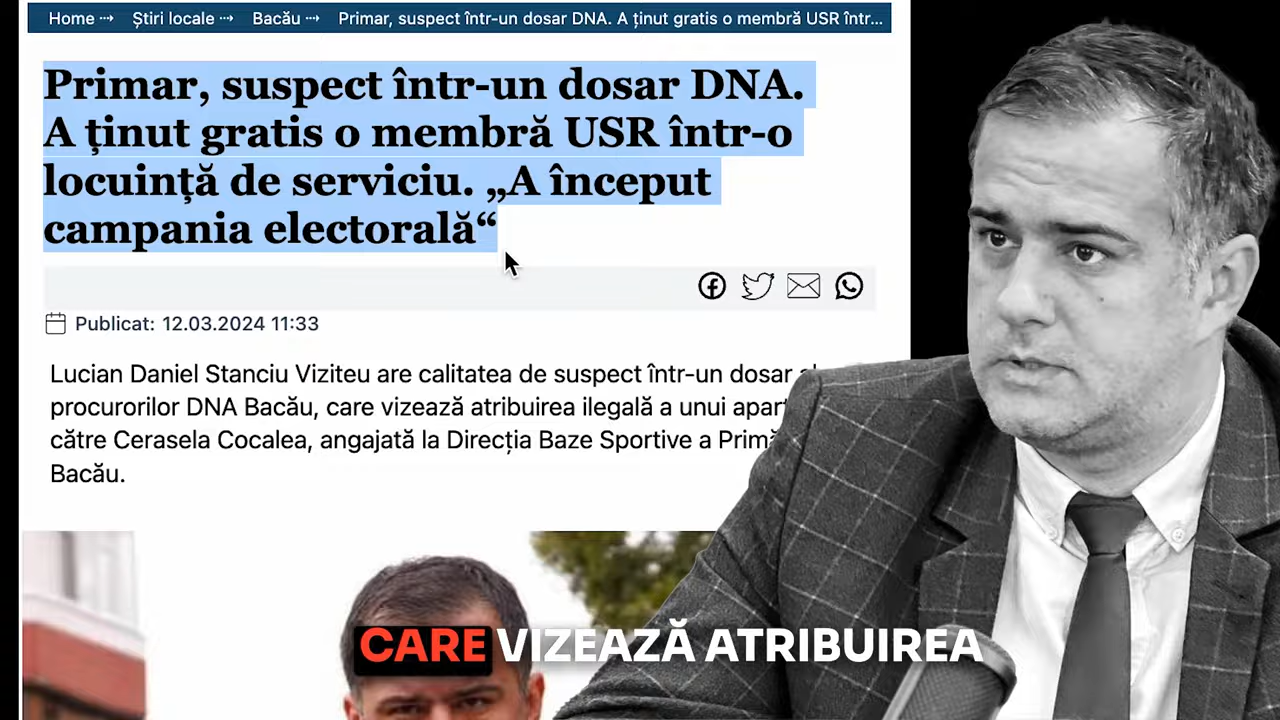 Home ⤑ Știri locale ⤑ Bacău ⤑ Primar, suspect într-un dosar DNA. A ținut gratis o membră USR într...
Primar, suspect într-un dosar DNA.
A ținut gratis o membră USR într-o
locuință de serviciu. „A început
campania electorală“
Publicat: 12.03.2024 11:33
Lucian Daniel Stanciu Viziteu are calitatea de suspect într-un dosar
procurorilor DNA Bacău, care vizează atribuirea ilegală a unui
către Cerasela Cocalea, angajată la Direcția Baze Sportive a
Bacău.
CARE VIZEAZĂ ATRIBUIREA